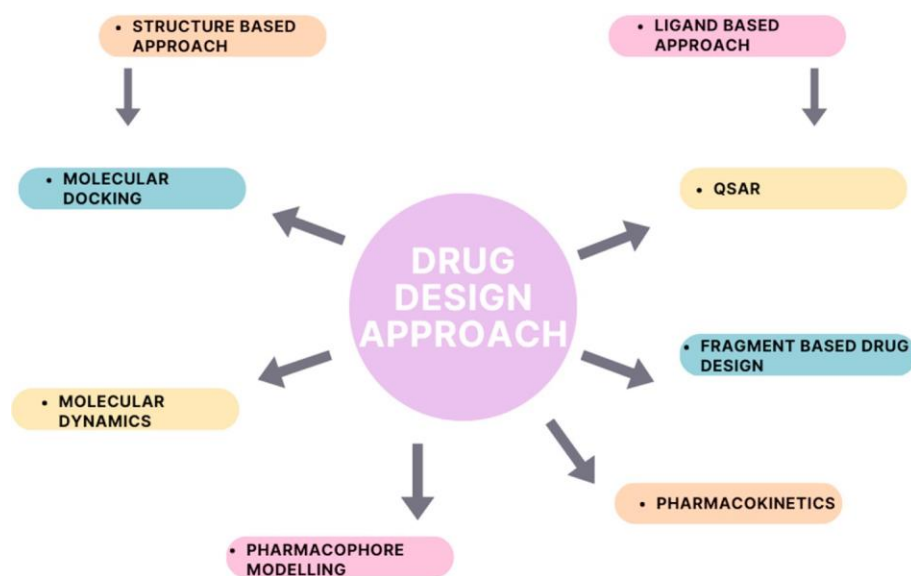 • STRUCTURE BASED
APPROACH
• LIGAND BASED
APPROACH
• MOLECULAR
DOCKING
• QSAR
DRUG
DESIGN
APPROACH
• FRAGMENT BASED DRUG
DESIGN
• MOLECULAR
DYNAMICS
• PHARMACOKINETICS
• PHARMACOPHORE
MODELLING